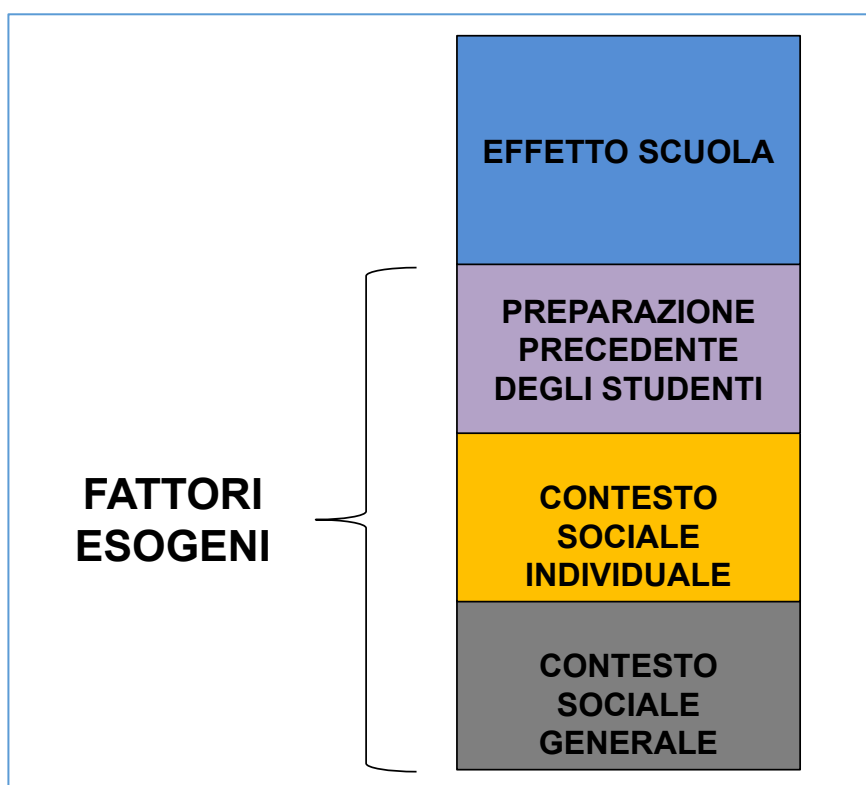 EFFETTO SCUOLA
PREPARAZIONE
PRECEDENTE
DEGLI STUDENTI
FATTORI
ESOGENI
CONTESTO
SOCIALE
INDIVIDUALE
CONTESTO
SOCIALE
GENERALE